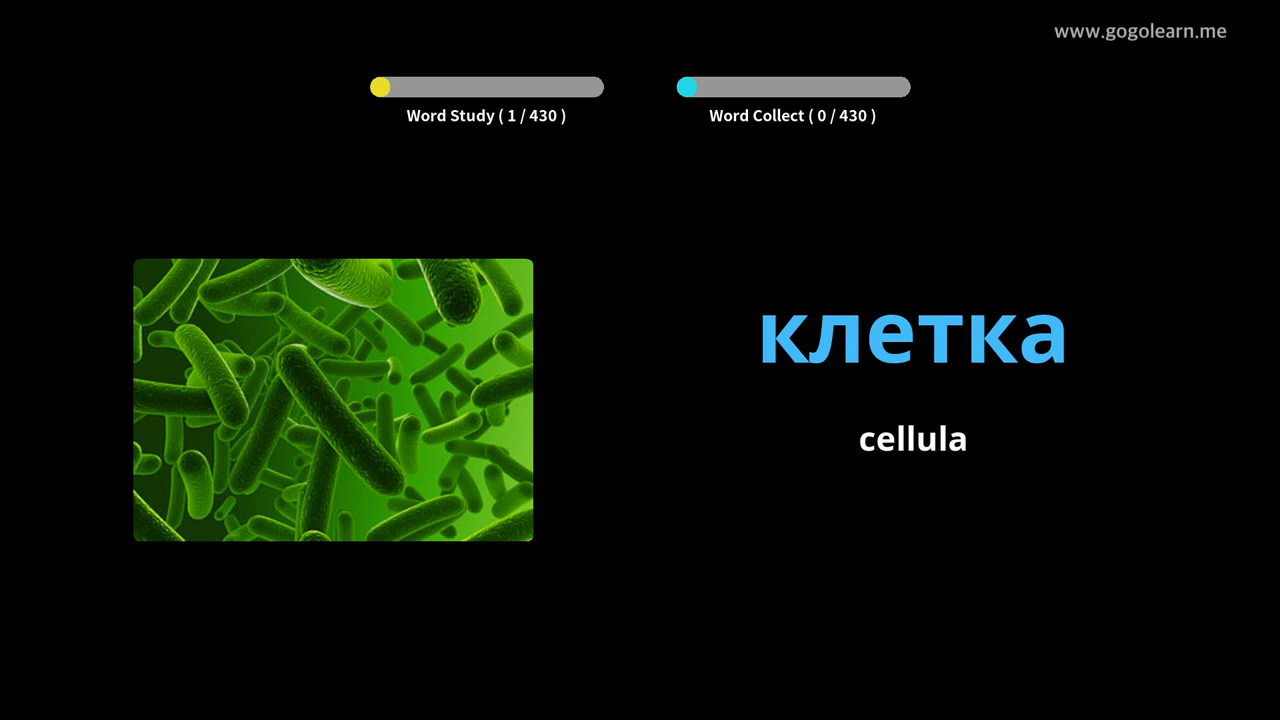 www.gogolearn.me
Word Study ( 1 / 430 )
Word Collect ( 0 / 430 )
клетка
cellula